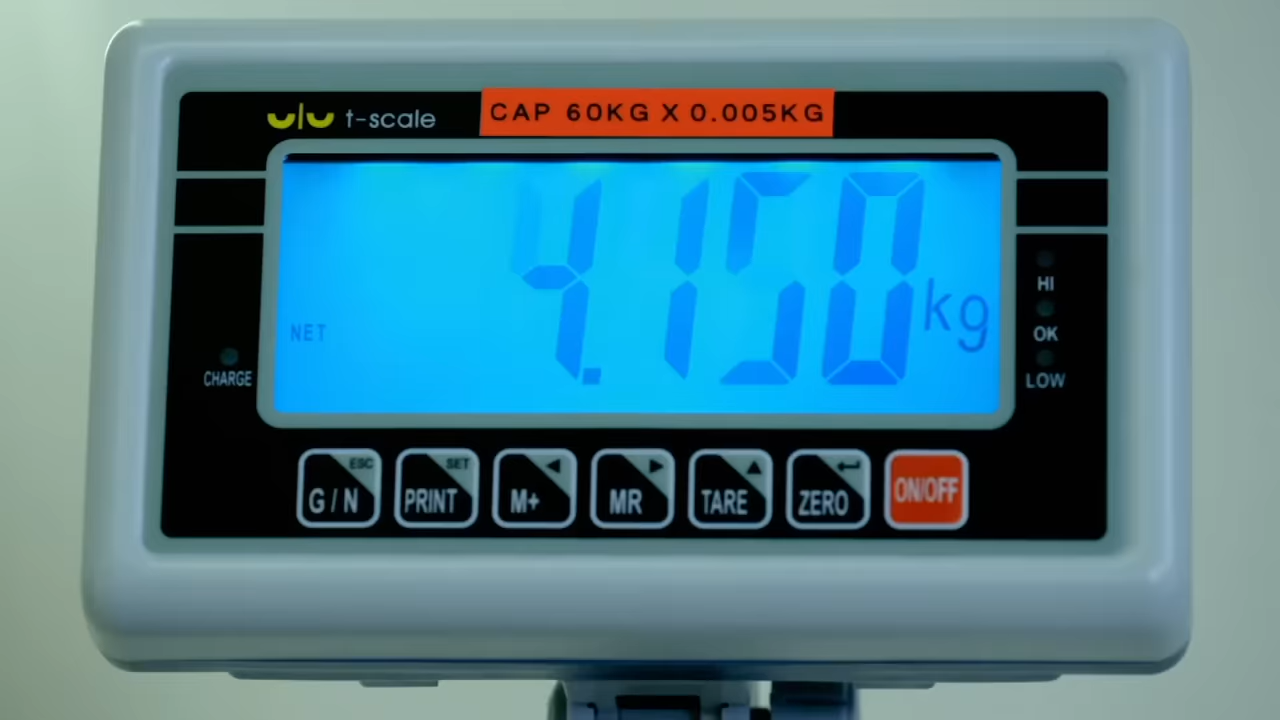 t-scale
CAP 60KG X 0.005KG
4.150 kg
NET
HI
OK
LOW
CHARGE
ESC
G / N
SET
PRINT
M+
MR
TARE
ZERO
ON/OFF